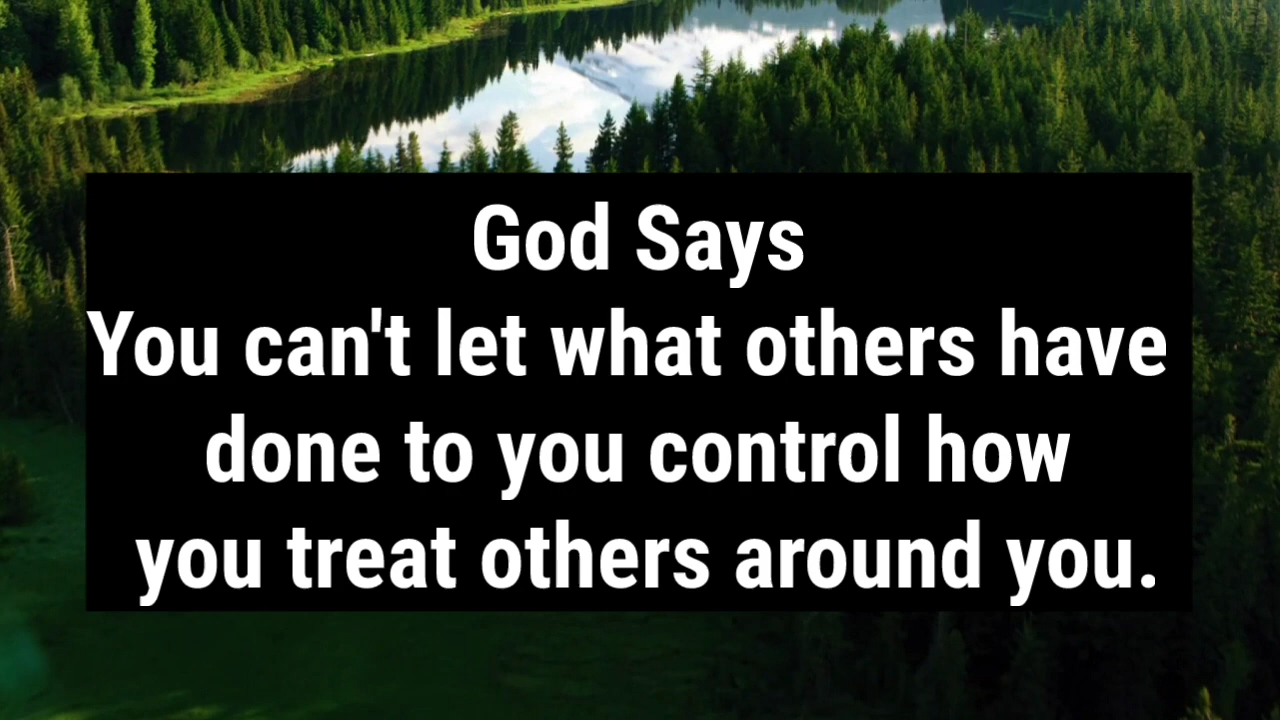 God Says
You can't let what others have
done to you control how
you treat others around you.